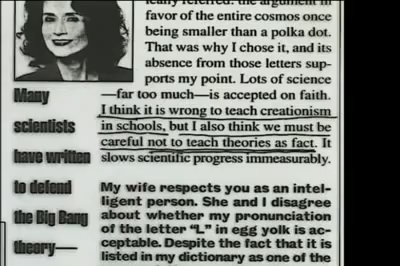 favor of the entire cosmos once
being smaller than a polka dot.
That was why I chose it, and its
absence from those letters sup-
ports my point. Lots of science
—far too much—is accepted on faith.
I think it is wrong to teach creationism
in schools, but I also think we must be
careful not to teach theories as fact. It
slows scientific progress immeasurably.
My wife respects you as an intel-
ligent person. She and I disagree
about whether my pronunciation
of the letter "L" in egg yolk is ac-
ceptable. Despite the fact that it is
listed in my dictionary as one of the
Many
scientists
have written
to defend
the Big Bang
theory—